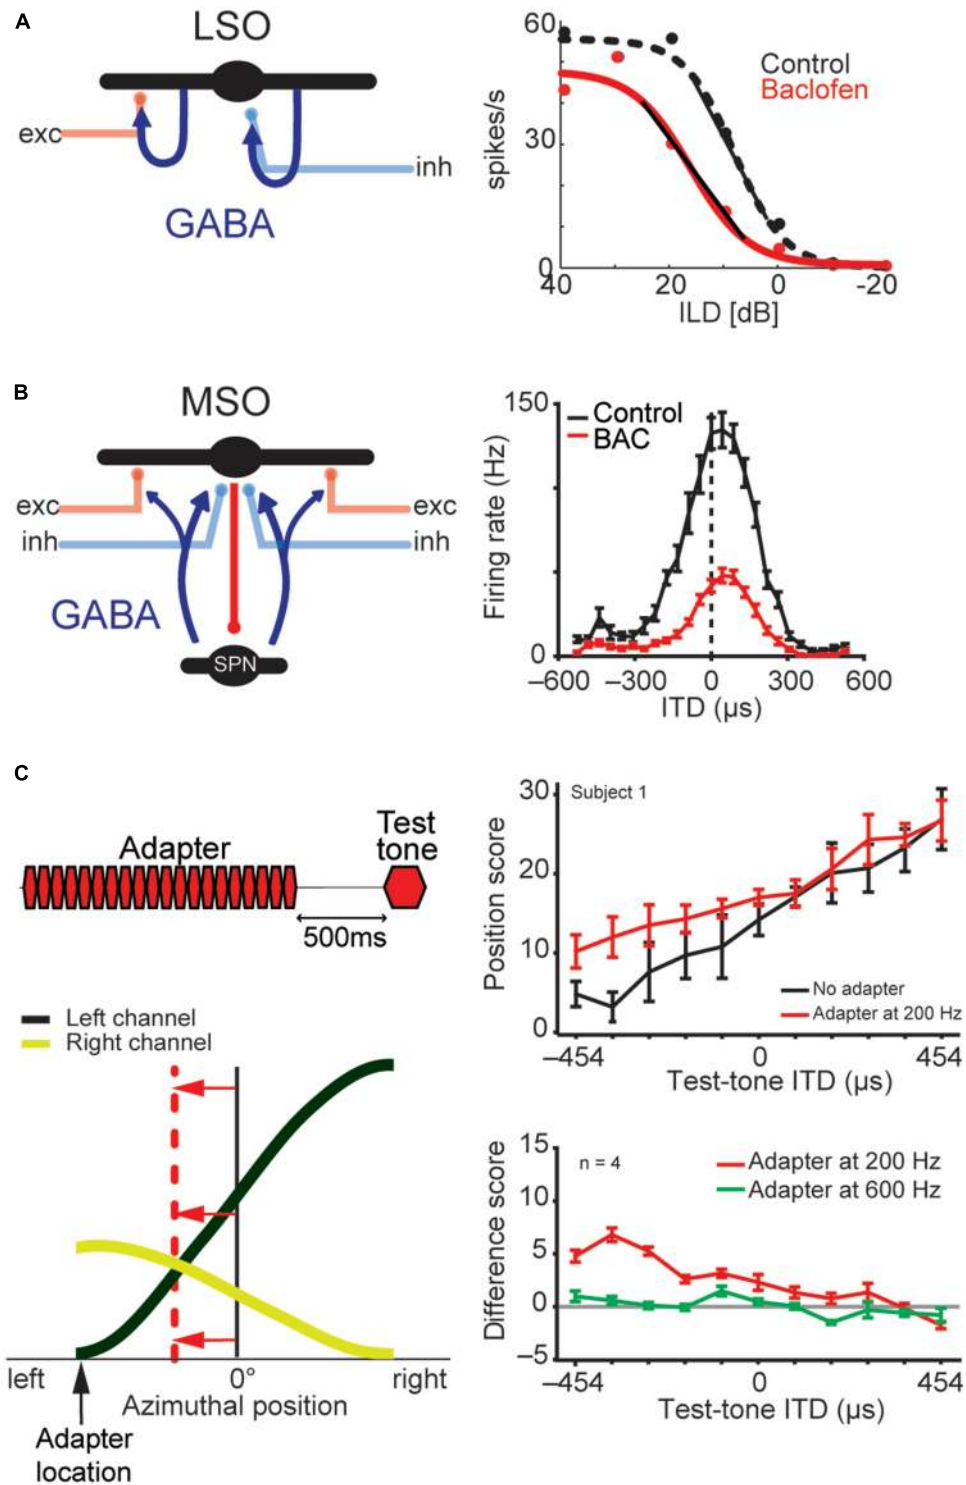 A
LSO
exc
inh
GABA
60
30
0
spikes/s
Control
Baclofen
40 20 0 -20
ILD [dB]
B
MSO
exc exc
inh inh
GABA
SPN
150
0
Firing rate (Hz)
Control
BAC
–600 –300 0 300 600
ITD (µs)
C
Adapter
Test
tone
500ms
Left channel
Right channel
left 0° right
Azimuthal position
Adapter
location
30
20
10
0
Position score
Subject 1
No adapter
Adapter at 200 Hz
–454 0 454
Test-tone ITD (µs)
15
10
5
0
–5
Difference score
n = 4
Adapter at 200 Hz
Adapter at 600 Hz
–454 0 454
Test-tone ITD (µs)